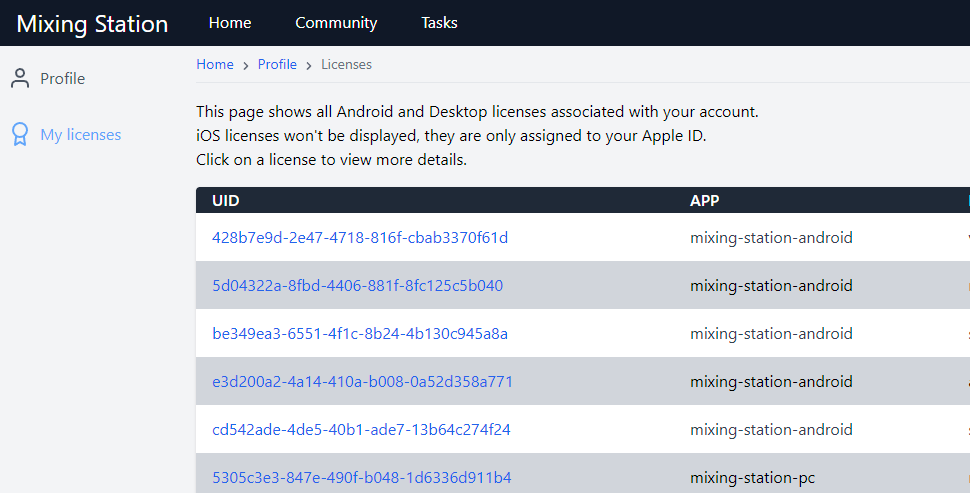 Mixing Station Home Community Tasks
Home > Profile > Licenses
Profile
My licenses
This page shows all Android and Desktop licenses associated with your account.
iOS licenses won't be displayed, they are only assigned to your Apple ID.
Click on a license to view more details.
UID APP
428b7e9d-2e47-4718-816f-cbab3370f61d mixing-station-android
5d04322a-8fbd-4406-881f-8fc125c5b040 mixing-station-android
be349ea3-6551-4f1c-8b24-4b130c945a8a mixing-station-android
e3d200a2-4a14-410a-b008-0a52d358a771 mixing-station-android
cd542ade-4de5-40b1-ade7-13b64c274f24 mixing-station-android
5305c3e3-847e-490f-b048-1d6336d911b4 mixing-station-pc